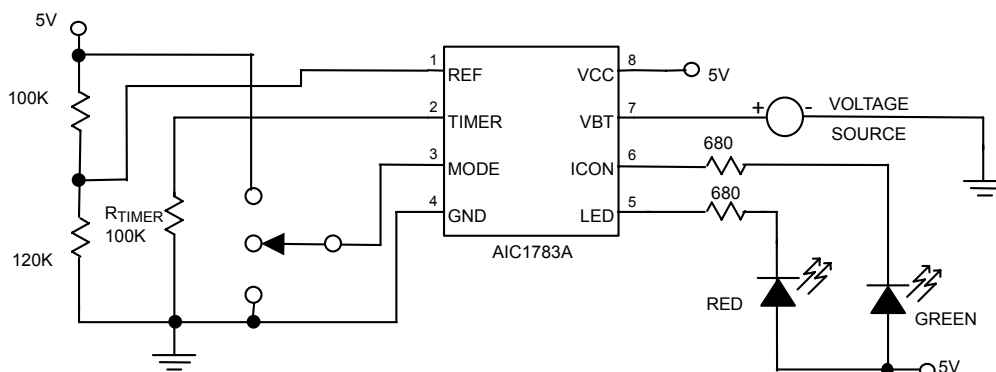 5V
100K
120K
RTIMER
100K
1
REF
2
TIMER
3
MODE
4
GND
8
VCC
7
VBT
6
ICON
5
LED
AIC1783A
5V
+
-
VOLTAGE
SOURCE
680
680
RED
GREEN
5V